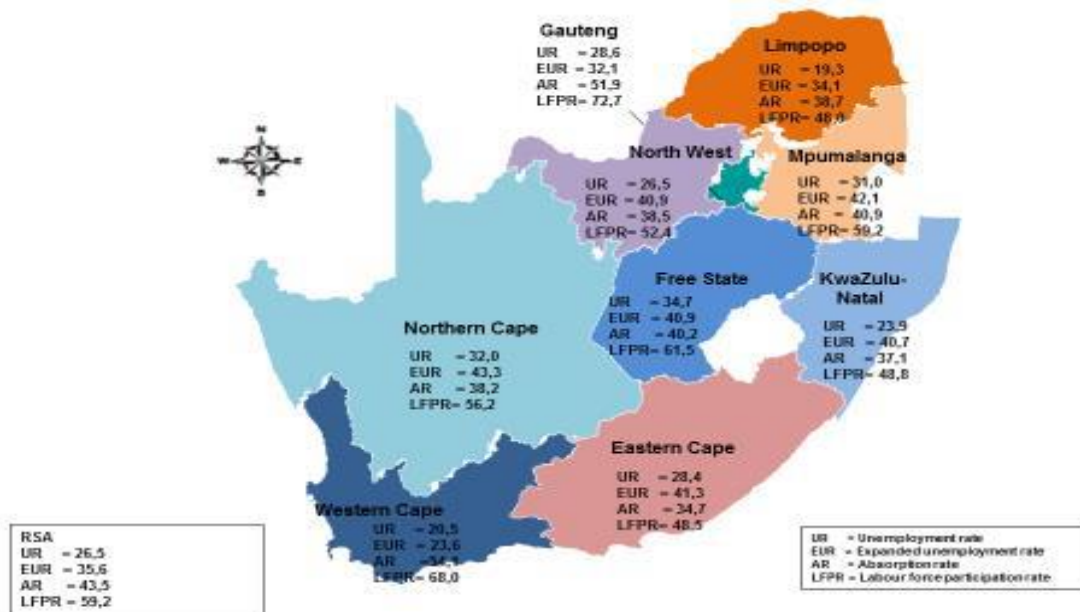 Gauteng
UR = 28,6
EUR = 32,1
AR = 51,9
LFPR= 72,7
Limpopo
UR = 19,3
EUR = 34,1
AR = 38,7
LFPR= 48,0
N
W
E
S
North West
UR = 26,5
EUR = 40,9
AR = 38,5
LFPR= 52,4
Mpumalanga
UR = 31,0
EUR = 42,1
AR = 40,9
LFPR= 59,2
Free State
UR = 34,7
EUR = 40,9
AR = 40,2
LFPR= 61,5
KwaZulu-
Natal
UR = 23,9
EUR = 40,7
AR = 37,1
LFPR= 48,8
Northern Cape
UR = 32,0
EUR = 43,3
AR = 38,2
LFPR= 56,2
Eastern Cape
UR = 28,4
EUR = 41,3
AR = 34,7
LFPR= 48,5
Western Cape
UR = 20,5
EUR = 23,6
AR =54,1
LFPR= 68,0
RSA
UR = 26,5
EUR = 35,6
AR = 43,5
LFPR = 59,2
UR = Unemployment rate
EUR = Expanded unemployment rate
AR = Absorption rate
LFPR = Labour force participation rate